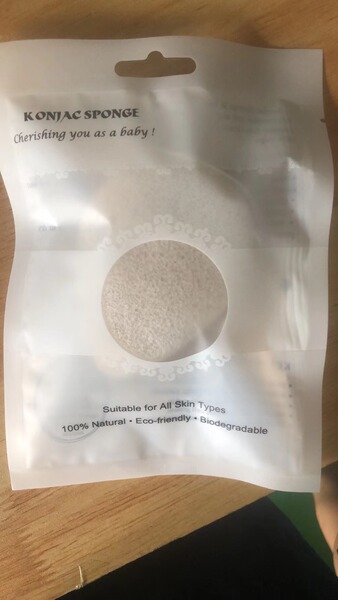 KONJAC SPONGE
Cherishing you as a baby !
Suitable for All Skin Types
100% Natural • Eco-friendly • Biodegradable